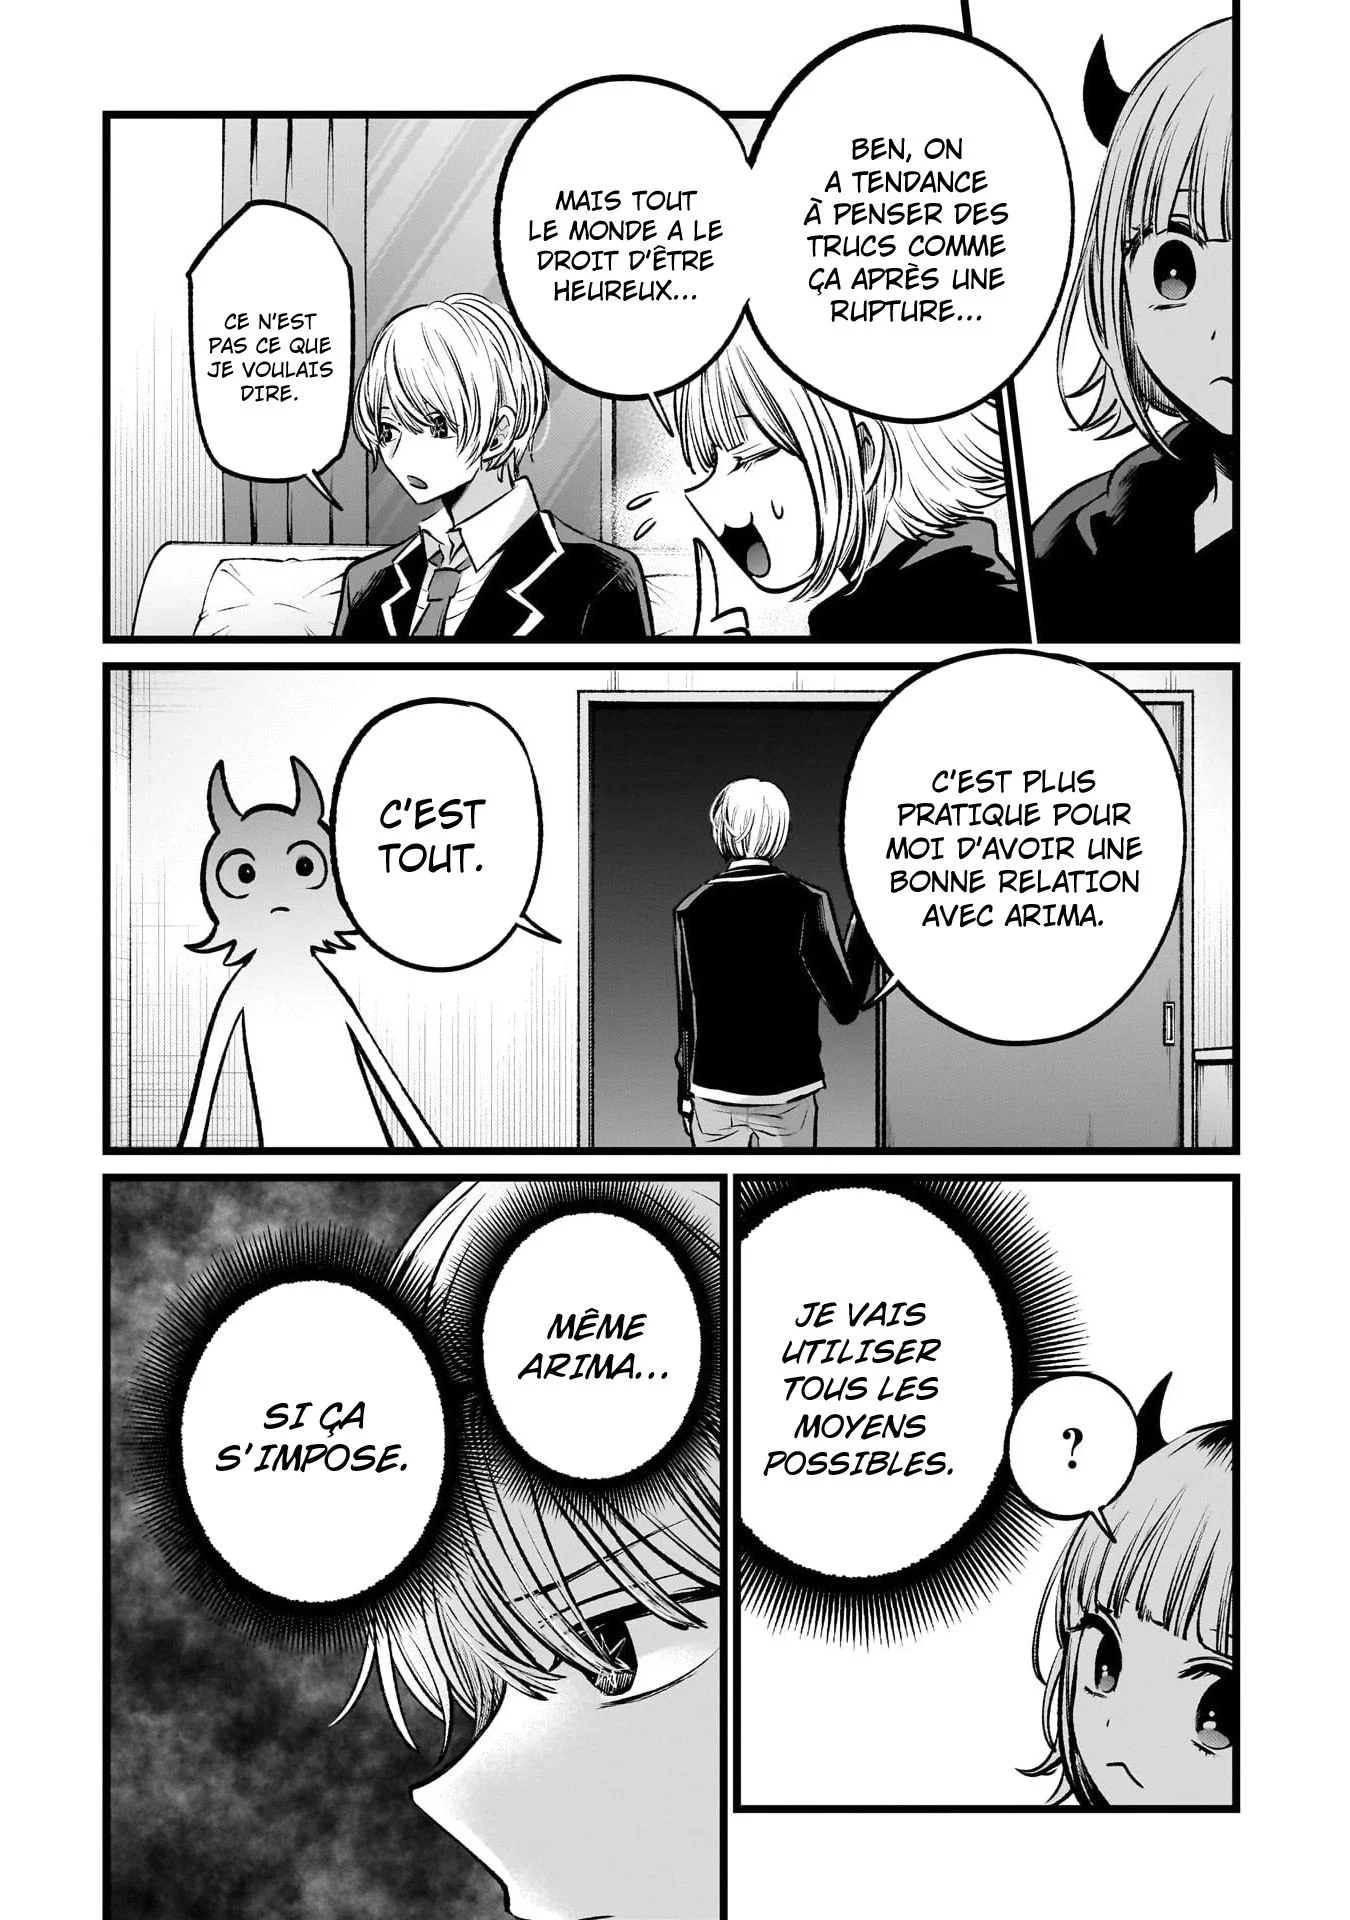 BEN, ON
A TENDANCE
À PENSER DES
TRUCS COMME
ÇA APRÈS UNE
RUPTURE...
MAIS TOUT
LE MONDE A LE
DROIT D'ÊTRE
HEUREUX...
CE N'EST
PAS CE QUE
JE VOULAIS
DIRE.
C'EST PLUS
PRATIQUE POUR
MOI D'AVOIR UNE
BONNE RELATION
AVEC ARIMA.
C'EST
TOUT.
?
JE VAIS
UTILISER
TOUS LES
MOYENS
POSSIBLES.
MÊME
ARIMA...
SI ÇA
S'IMPOSE.